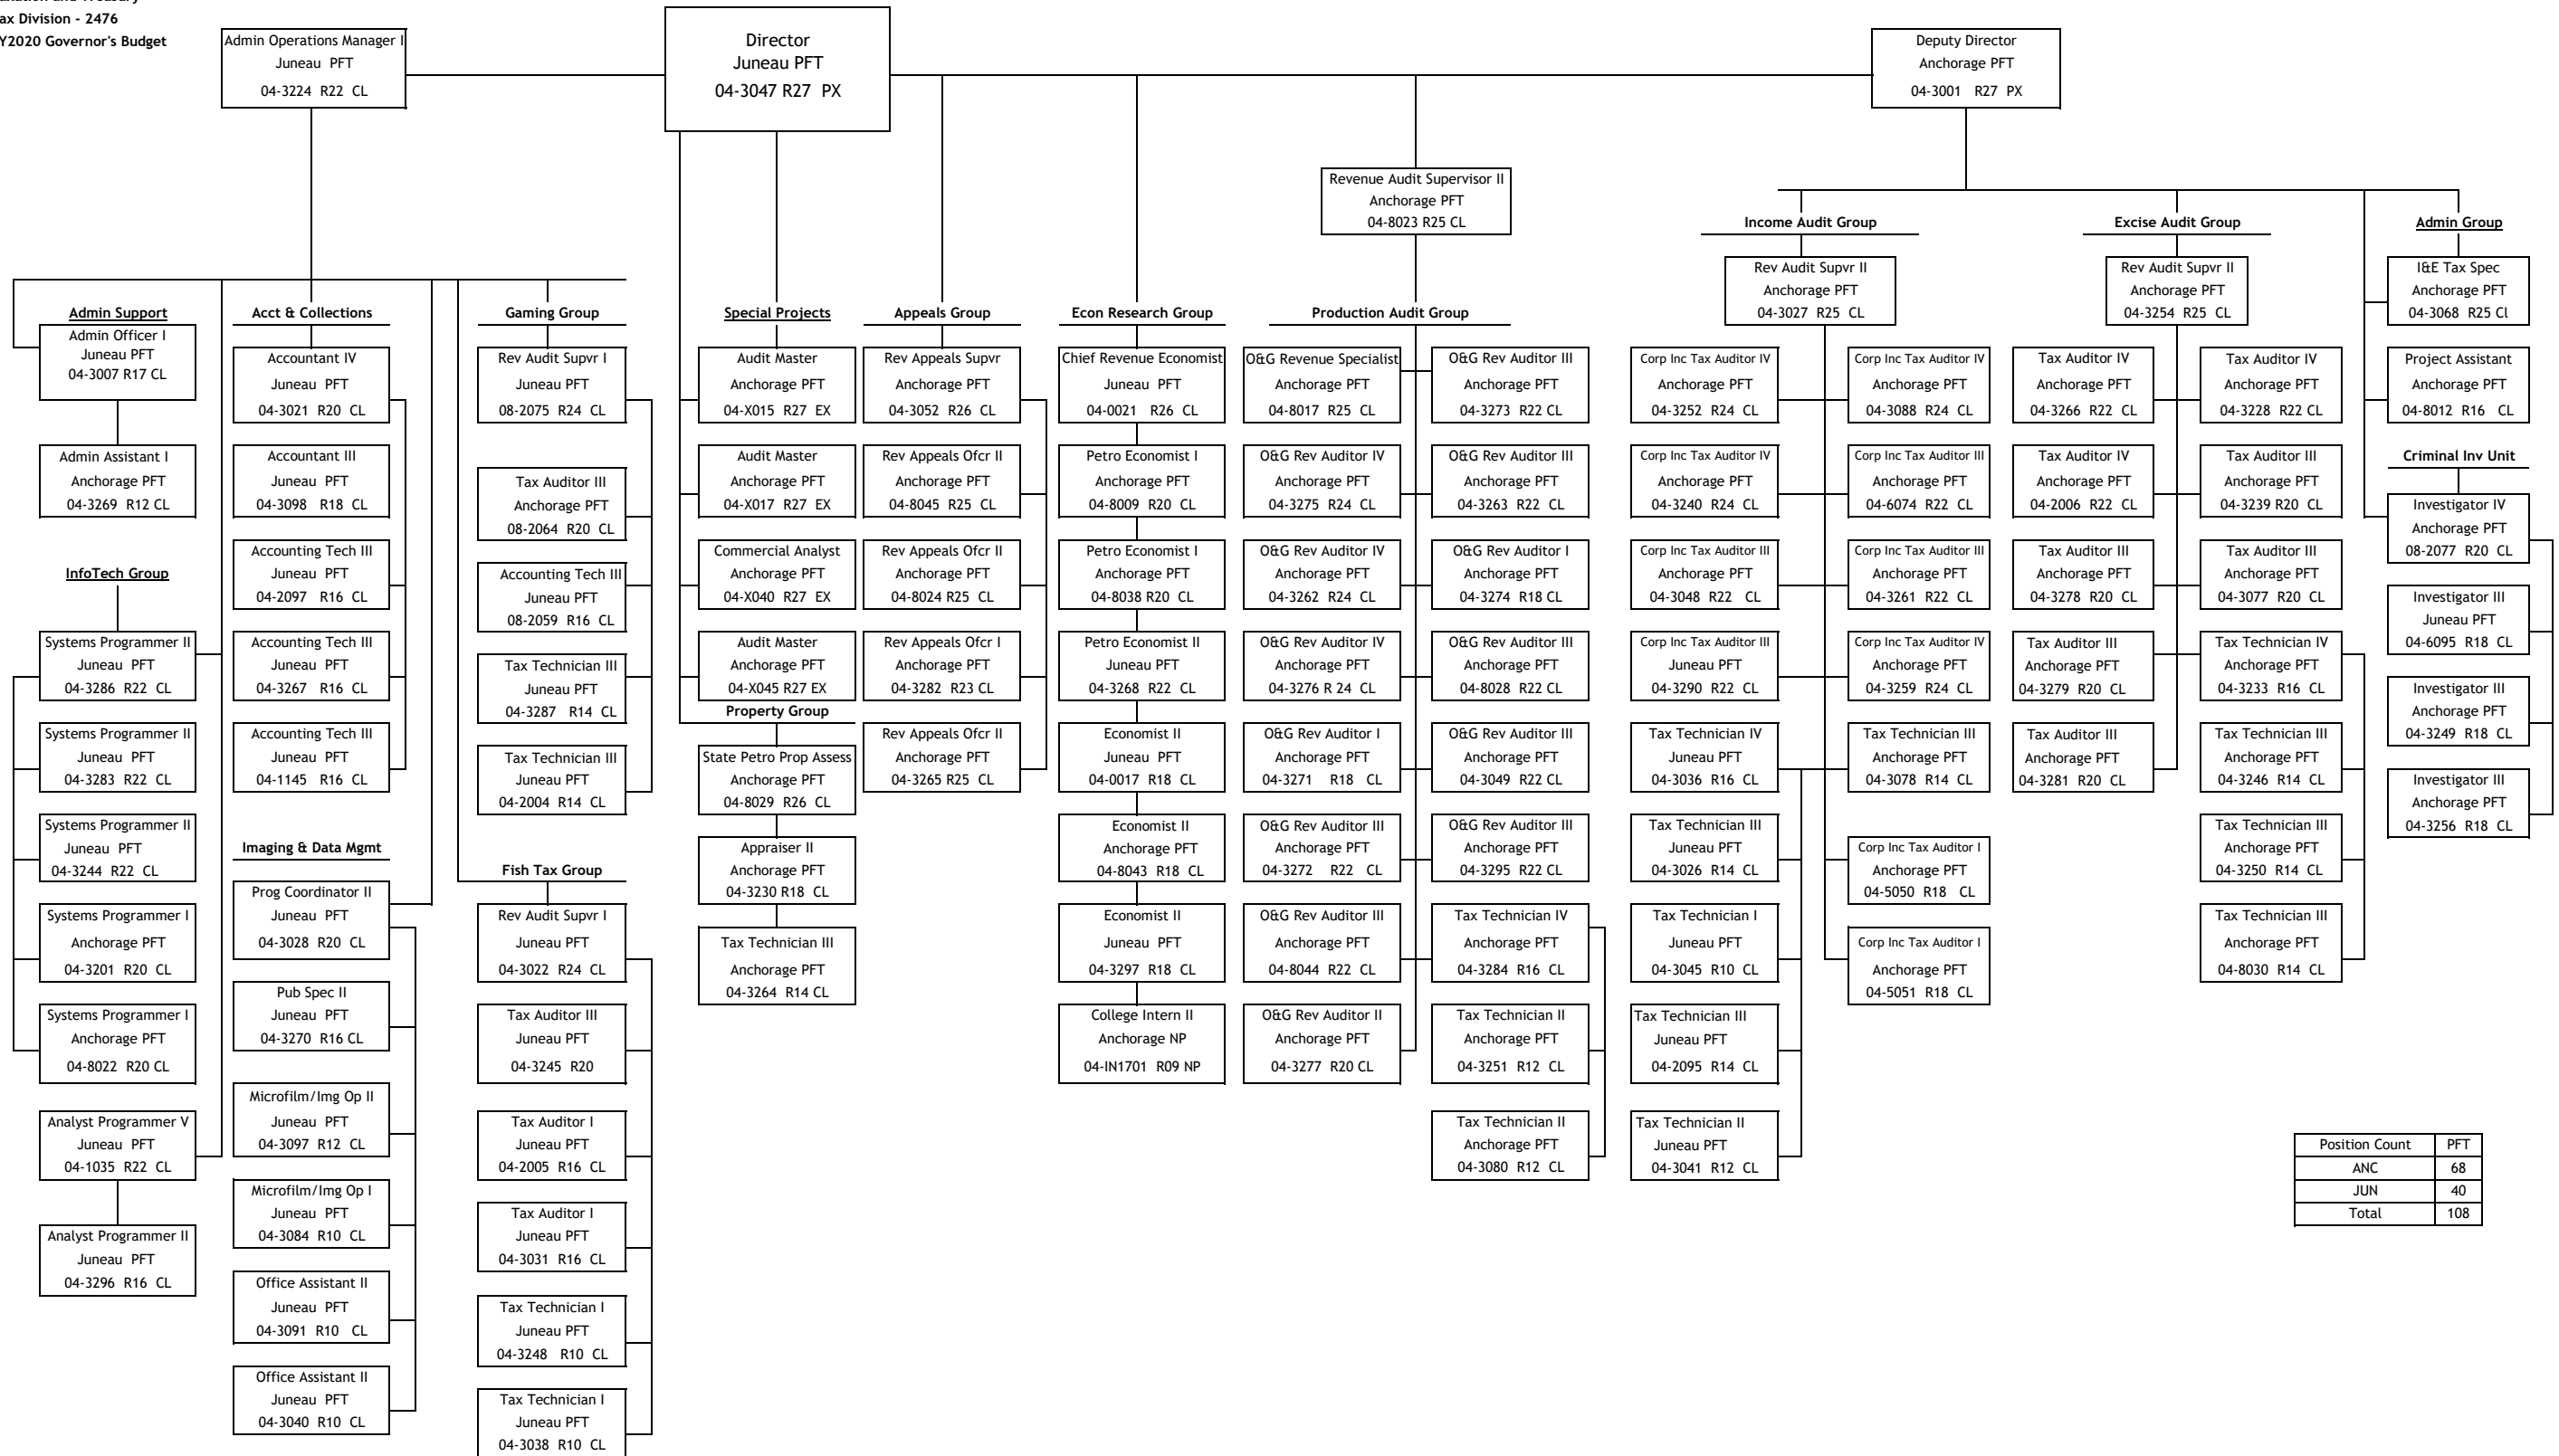 ax Division - 2476
Y2020 Governor's Budget
Admin Operations Manager I
Juneau PFT
04-3224 R22 CL
Director
Juneau PFT
04-3047 R27 PX
Deputy Director
Anchorage PFT
04-3001 R27 PX
Revenue Audit Supervisor II
Anchorage PFT
04-8023 R25 CL
Admin Support
Admin Officer I
Juneau PFT
04-3007 R17 CL
Admin Assistant I
Anchorage PFT
04-3269 R12 CL
InfoTech Group
Systems Programmer II
Juneau PFT
04-3286 R22 CL
Systems Programmer II
Juneau PFT
04-3283 R22 CL
Systems Programmer II
Juneau PFT
04-3244 R22 CL
Systems Programmer I
Anchorage PFT
04-3201 R20 CL
Systems Programmer I
Anchorage PFT
04-8022 R20 CL
Analyst Programmer V
Juneau PFT
04-1035 R22 CL
Analyst Programmer II
Juneau PFT
04-3296 R16 CL
Acct & Collections
Accountant IV
Juneau PFT
04-3021 R20 CL
Accountant III
Juneau PFT
04-3098 R18 CL
Accounting Tech III
Juneau PFT
04-2097 R16 CL
Accounting Tech III
Juneau PFT
04-3267 R16 CL
Accounting Tech III
Juneau PFT
04-1145 R16 CL
Imaging & Data Mgmt
Prog Coordinator II
Juneau PFT
04-3028 R20 CL
Pub Spec II
Juneau PFT
04-3270 R16 CL
Microfilm/Img Op II
Juneau PFT
04-3097 R12 CL
Microfilm/Img Op I
Juneau PFT
04-3084 R10 CL
Office Assistant II
Juneau PFT
04-3091 R10 CL
Office Assistant II
Juneau PFT
04-3040 R10 CL
Gaming Group
Rev Audit Supvr I
Juneau PFT
08-2075 R24 CL
Tax Auditor III
Anchorage PFT
08-2064 R20 CL
Accounting Tech III
Juneau PFT
08-2059 R16 CL
Tax Technician III
Juneau PFT
04-3287 R14 CL
Tax Technician III
Juneau PFT
04-2004 R14 CL
Fish Tax Group
Rev Audit Supvr I
Juneau PFT
04-3022 R24 CL
Tax Auditor III
Juneau PFT
04-3245 R20
Tax Auditor I
Juneau PFT
04-2005 R16 CL
Tax Auditor I
Juneau PFT
04-3031 R16 CL
Tax Technician I
Juneau PFT
04-3248 R10 CL
Tax Technician I
Juneau PFT
04-3038 R10 CL
Special Projects
Audit Master
Anchorage PFT
04-X015 R27 EX
Audit Master
Anchorage PFT
04-X017 R27 EX
Commercial Analyst
Anchorage PFT
04-X040 R27 EX
Audit Master
Anchorage PFT
04-X045 R27 EX
Property Group
State Petro Prop Assess
Anchorage PFT
04-8029 R26 CL
Appraiser II
Anchorage PFT
04-3230 R18 CL
Tax Technician III
Anchorage PFT
04-3264 R14 CL
Appeals Group
Rev Appeals Supvr
Anchorage PFT
04-3052 R26 CL
Rev Appeals Ofcr II
Anchorage PFT
04-8045 R25 CL
Rev Appeals Ofcr II
Anchorage PFT
04-8024 R25 CL
Rev Appeals Ofcr I
Anchorage PFT
04-3282 R23 CL
Rev Appeals Ofcr II
Anchorage PFT
04-3265 R25 CL
Econ Research Group
Chief Revenue Economist
Juneau PFT
04-0021 R26 CL
Petro Economist I
Anchorage PFT
04-8009 R20 CL
Petro Economist I
Anchorage PFT
04-8038 R20 CL
Petro Economist II
Juneau PFT
04-3268 R22 CL
Economist II
Juneau PFT
04-0017 R18 CL
Economist II
Anchorage PFT
04-8043 R18 CL
Economist II
Juneau PFT
04-3297 R18 CL
College Intern II
Anchorage NP
04-IN1701 R09 NP
Production Audit Group
O&G Revenue Specialist
Anchorage PFT
04-8017 R25 CL
O&G Rev Auditor IV
Anchorage PFT
04-3275 R24 CL
O&G Rev Auditor IV
Anchorage PFT
04-3262 R24 CL
O&G Rev Auditor IV
Anchorage PFT
04-3276 R 24 CL
O&G Rev Auditor I
Anchorage PFT
04-3271 R18 CL
O&G Rev Auditor III
Anchorage PFT
04-3272 R22 CL
O&G Rev Auditor III
Anchorage PFT
04-8044 R22 CL
O&G Rev Auditor II
Anchorage PFT
04-3277 R20 CL
O&G Rev Auditor III
Anchorage PFT
04-3273 R22 CL
O&G Rev Auditor III
Anchorage PFT
04-3263 R22 CL
O&G Rev Auditor I
Anchorage PFT
04-3274 R18 CL
O&G Rev Auditor III
Anchorage PFT
04-8028 R22 CL
O&G Rev Auditor III
Anchorage PFT
04-3049 R22 CL
O&G Rev Auditor III
Anchorage PFT
04-3295 R22 CL
Tax Technician IV
Anchorage PFT
04-3284 R16 CL
Tax Technician II
Anchorage PFT
04-3251 R12 CL
Tax Technician II
Anchorage PFT
04-3080 R12 CL
Income Audit Group
Rev Audit Supvr II
Anchorage PFT
04-3027 R25 CL
Corp Inc Tax Auditor IV
Anchorage PFT
04-3252 R24 CL
Corp Inc Tax Auditor IV
Anchorage PFT
04-3240 R24 CL
Corp Inc Tax Auditor III
Anchorage PFT
04-3048 R22 CL
Corp Inc Tax Auditor III
Juneau PFT
04-3290 R22 CL
Tax Technician IV
Juneau PFT
04-3036 R16 CL
Tax Technician III
Juneau PFT
04-3026 R14 CL
Tax Technician I
Juneau PFT
04-3045 R10 CL
Tax Technician III
Juneau PFT
04-2095 R14 CL
Tax Technician II
Juneau PFT
04-3041 R12 CL
Corp Inc Tax Auditor IV
Anchorage PFT
04-3088 R24 CL
Corp Inc Tax Auditor III
Anchorage PFT
04-6074 R22 CL
Corp Inc Tax Auditor III
Anchorage PFT
04-3261 R22 CL
Corp Inc Tax Auditor IV
Anchorage PFT
04-3259 R24 CL
Tax Technician III
Anchorage PFT
04-3078 R14 CL
Corp Inc Tax Auditor I
Anchorage PFT
04-5050 R18 CL
Corp Inc Tax Auditor I
Anchorage PFT
04-5051 R18 CL
Excise Audit Group
Rev Audit Supvr II
Anchorage PFT
04-3254 R25 CL
Tax Auditor IV
Anchorage PFT
04-3266 R22 CL
Tax Auditor IV
Anchorage PFT
04-2006 R22 CL
Tax Auditor III
Anchorage PFT
04-3278 R20 CL
Tax Auditor III
Anchorage PFT
04-3279 R20 CL
Tax Auditor III
Anchorage PFT
04-3281 R20 CL
Tax Auditor IV
Anchorage PFT
04-3228 R22 CL
Tax Auditor III
Anchorage PFT
04-3239 R20 CL
Tax Auditor III
Anchorage PFT
04-3077 R20 CL
Tax Technician IV
Anchorage PFT
04-3233 R16 CL
Tax Technician III
Anchorage PFT
04-3246 R14 CL
Tax Technician III
Anchorage PFT
04-3250 R14 CL
Tax Technician III
Anchorage PFT
04-8030 R14 CL
Admin Group
I&E Tax Spec
Anchorage PFT
04-3068 R25 Cl
Project Assistant
Anchorage PFT
04-8012 R16 CL
Criminal Inv Unit
Investigator IV
Anchorage PFT
08-2077 R20 CL
Investigator III
Juneau PFT
04-6095 R18 CL
Investigator III
Anchorage PFT
04-3249 R18 CL
Investigator III
Anchorage PFT
04-3256 R18 CL
Position Count PFT
ANC 68
JUN 40
Total 108